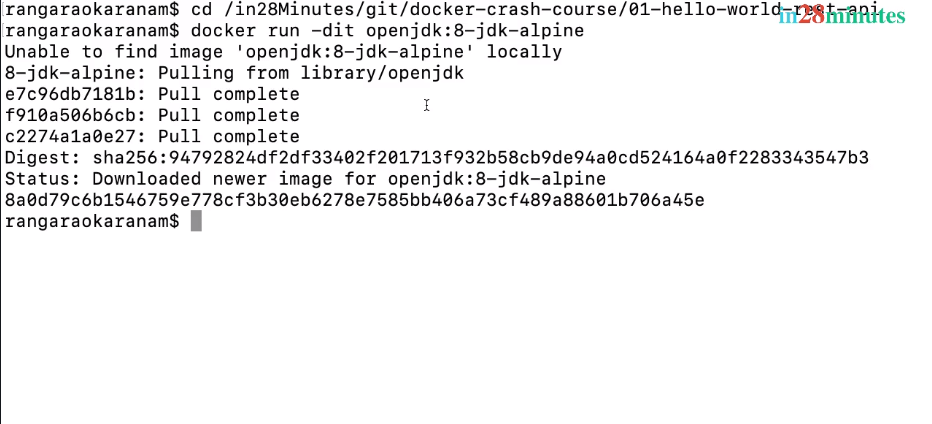 rangaraokaranam$ cd /in28Minutes/git/docker-crash-course/01-hello-world-rest-api
in28minutes
rangaraokaranam$ docker run -dit openjdk:8-jdk-alpine
Unable to find image 'openjdk:8-jdk-alpine' locally
8-jdk-alpine: Pulling from library/openjdk
e7c96db7181b: Pull complete
f910a506b6cb: Pull complete
c2274a1a0e27: Pull complete
Digest: sha256:94792824df2df33402f201713f932b58cb9de94a0cd524164a0f2283343547b3
Status: Downloaded newer image for openjdk:8-jdk-alpine
8a0d79c6b1546759e778cf3b30eb6278e7585bb406a73cf489a88601b706a45e
rangaraokaranam$